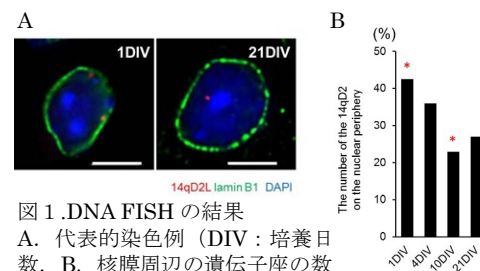 A
1DIV
21DIV
14qD2L lamin B1 DAPI
図１.DNA FISH の結果
A. 代表的染色例（DIV：培養日
数. B. 核膜周辺の遺伝子座の数
B
(%)
50
40
30
20
10
0
The number of the 14qD2
on the nuclear periphery
*
*
1DIV
4DIV
10DIV
21DIV